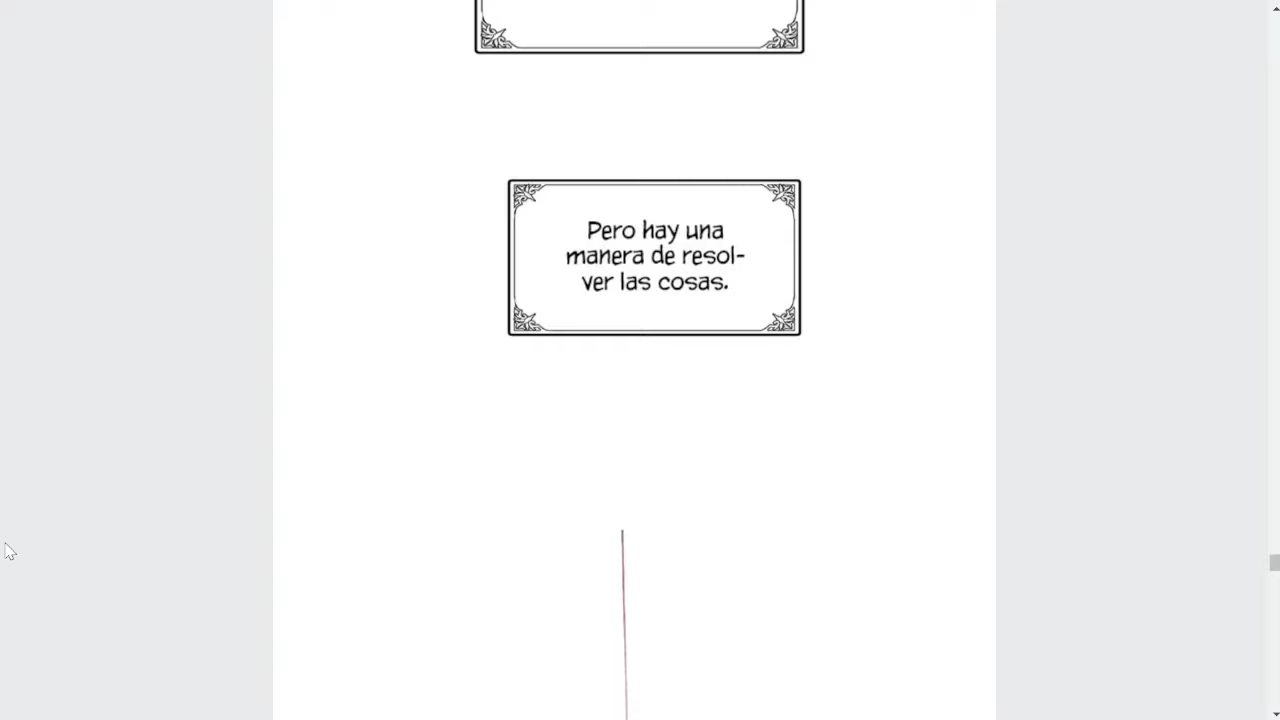 Pero hay una
manera de resol-
ver las cosas.